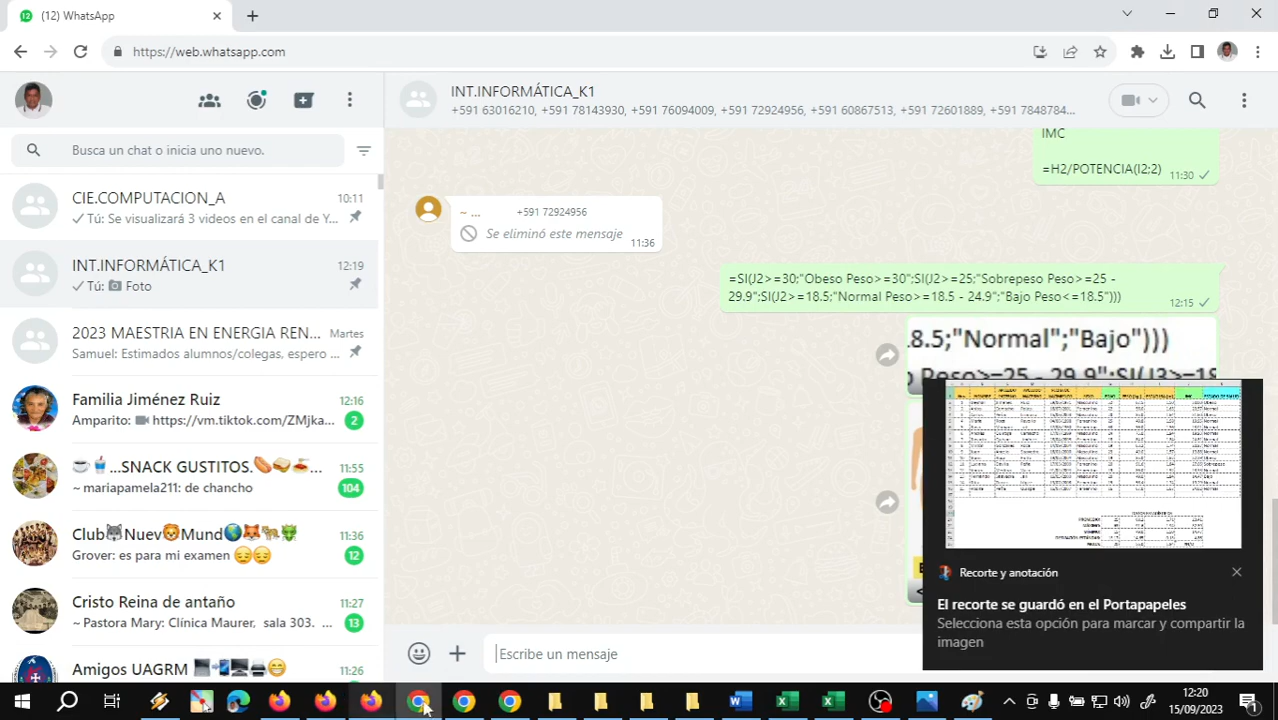 (12) WhatsApp
https://web.whatsapp.com
Busca un chat o inicia uno nuevo.
CIE.COMPUTACION_A
10:11
Tú: Se visualizará 3 videos en el canal de Y...
INT.INFORMÁTICA_K1
12:19
Tú: Foto
2023 MAESTRIA EN ENERGIA REN...
Martes
Samuel: Estimados alumnos/colegas, espero ...
Familia Jiménez Ruiz
12:16
Amparito: https://vm.tiktok.com/ZMjka...
2
...SNACK GUSTITOS.
11:55
~ mariapamela211: de chancho
104
Club Nuev Mund
11:36
Grover: es para mi examen
12
Cristo Reina de antaño
11:27
~ Pastora Mary: Clínica Maurer, sala 303. ...
13
Amigos UAGRM
11:26
INT.INFORMÁTICA_K1
+591 63016210, +591 78143930, +591 76094009, +591 72924956, +591 60867513, +591 72601889, +591 7848784...
IMC
=H2/POTENCIA(I2;2)
11:30
~ ...
+591 72924956
Se eliminó este mensaje
11:36
=SI(J2>=30;"Obeso Peso>=30";SI(J2>=25;"Sobrepeso Peso>=25 -
29.9";SI(J2>=18.5;"Normal Peso>=18.5 - 24.9";"Bajo Peso<=18.5")))
12:15
.8.5;"Normal";"Bajo")))
Peso>=25 - 29.9";SI(J3>=18
Recorte y anotación
El recorte se guardó en el Portapapeles
Selecciona esta opción para marcar y compartir la
imagen
Escribe un mensaje
12:20
15/09/2023
1